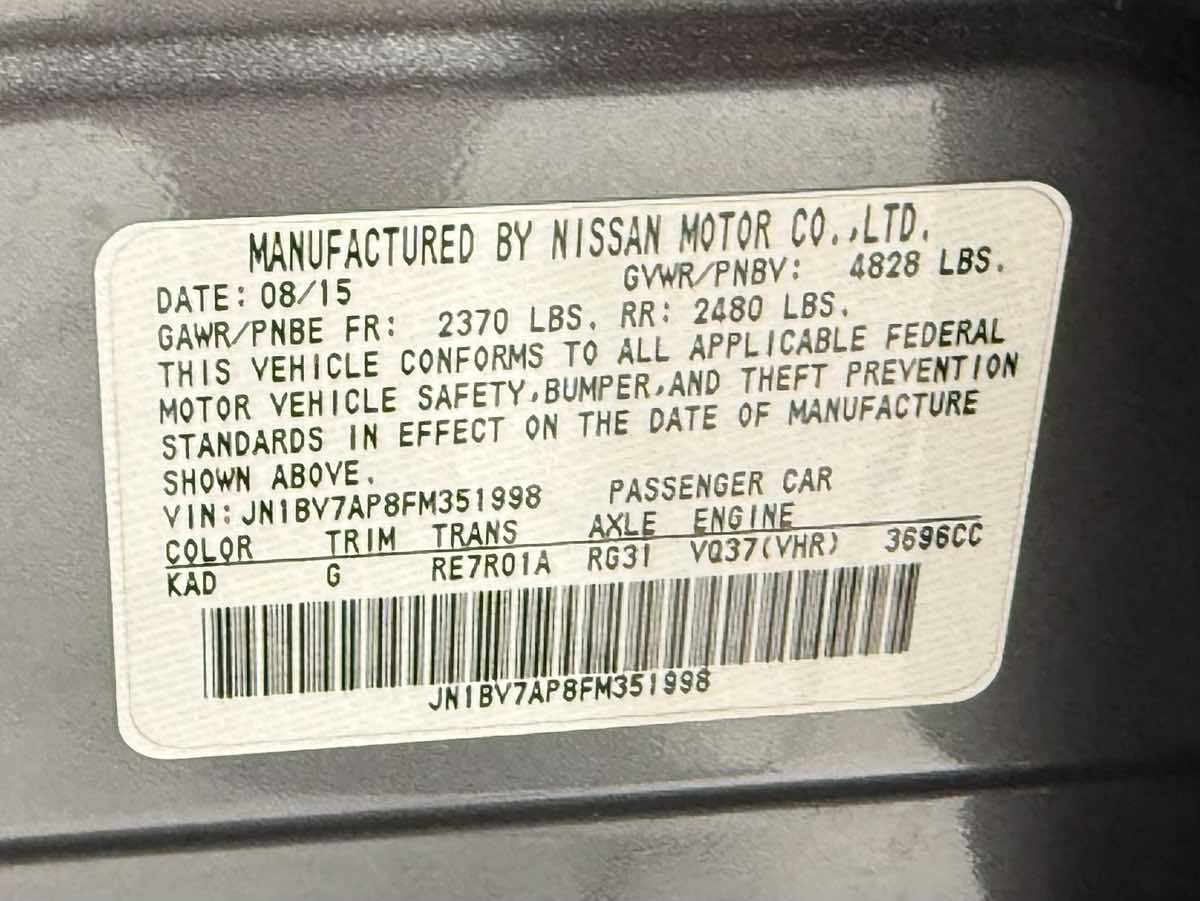 MANUFACTURED BY NISSAN MOTOR CO.,LTD.
DATE: 08/15 GVWR/PNBV: 4828 LBS.
GAWR/PNBE FR: 2370 LBS. RR: 2480 LBS.
THIS VEHICLE CONFORMS TO ALL APPLICABLE FEDERAL
MOTOR VEHICLE SAFETY,BUMPER,AND THEFT PREVENTION
STANDARDS IN EFFECT ON THE DATE OF MANUFACTURE
SHOWN ABOVE.
VIN: JN1BV7AP8FM351998 PASSENGER CAR
COLOR TRIM TRANS AXLE ENGINE
KAD G RE7R01A RG31 VQ37(VHR) 3696CC
JN1BV7AP8FM351998